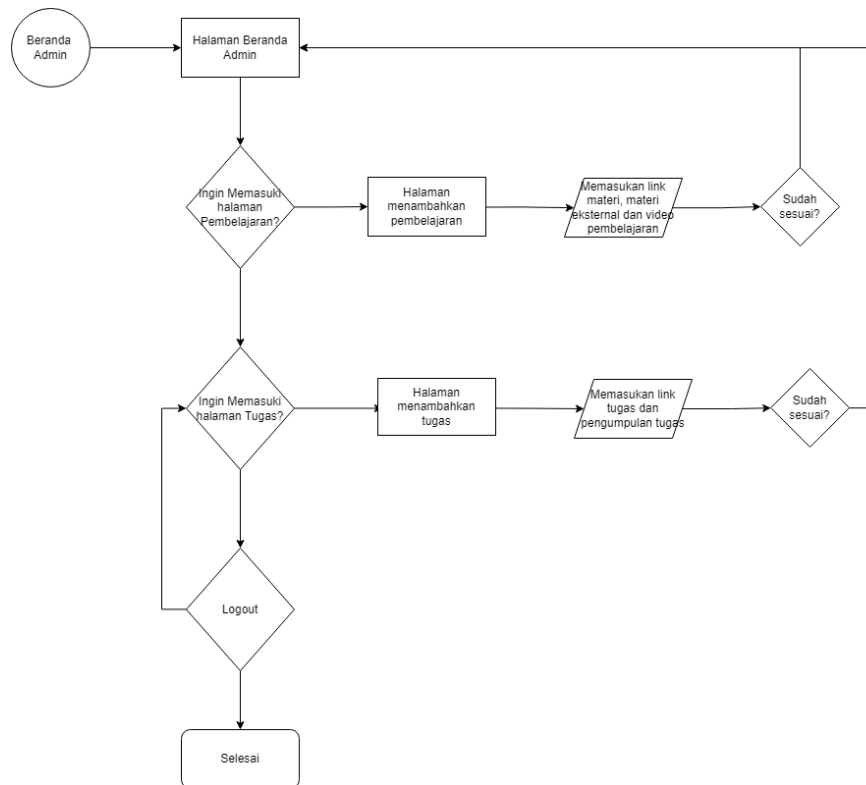 Beranda
Admin
Halaman Beranda
Admin
Ingin Memasuki
halaman
Pembelajaran?
Halaman
menambahkan
pembelajaran
Memasukan link
materi, materi
eksternal dan video
pembelajaran
Sudah
sesuai?
Ingin Memasuki
halaman Tugas?
Halaman
menambahkan
tugas
Memasukan link
tugas dan
pengumpulan tugas
Sudah
sesuai?
Logout
Selesai